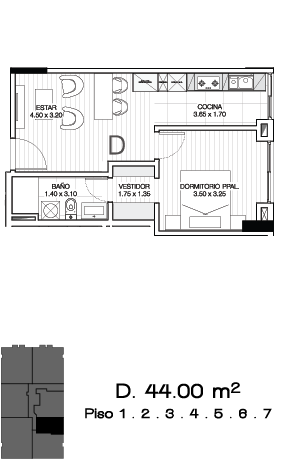 ESTAR
4.50 x 3.20
COCINA
3.65 x 1.70
BAÑO
1.40 x 3.10
VESTIDOR
1.75 x 1.35
DORMITORIO PPAL.
3.50 x 3.25
D. 44.00 m²
Piso 1 . 2 . 3 . 4 . 5 . 6 . 7